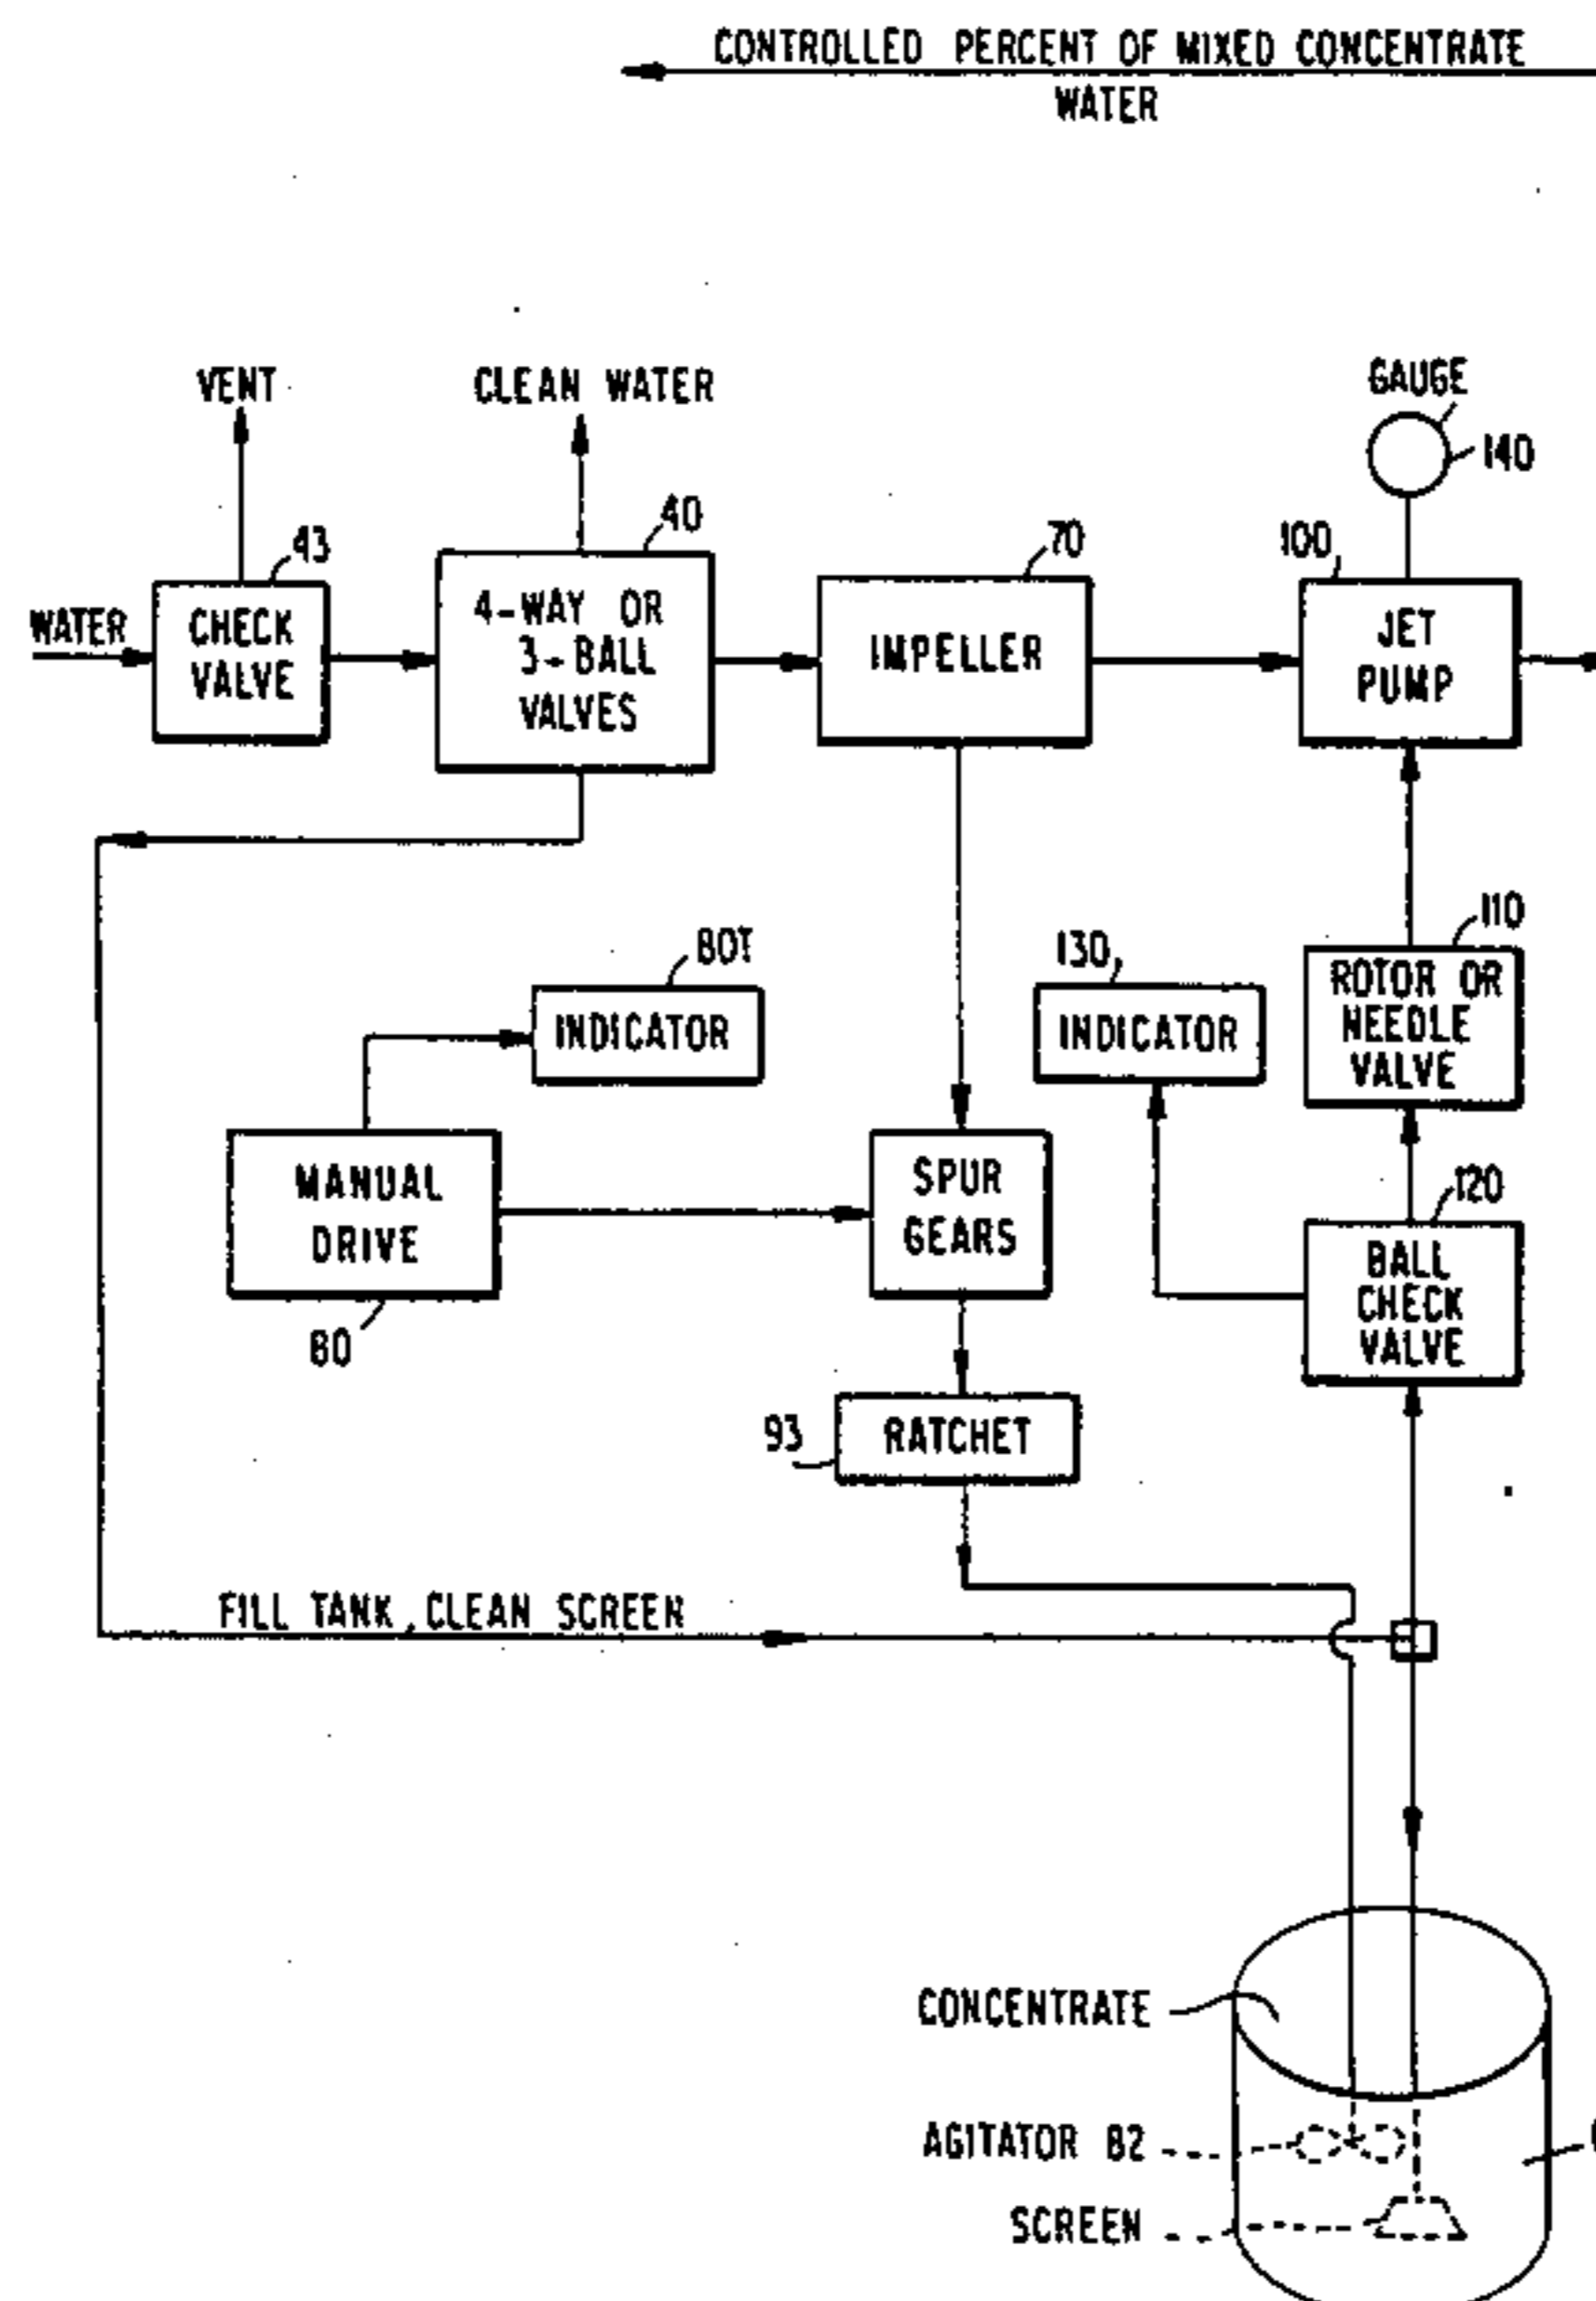 CONTROLLED PERCENT OF MIXED CONCENTRATE
WATER
VENT
CLEAN WATER
GAUGE
140
43
40
70
100
WATER
CHECK
VALVE
4-WAY OR
3-BALL
VALVES
IMPELLER
JET
PUMP
110
80T
130
INDICATOR
INDICATOR
ROTOR OR
NEEDLE
VALVE
MANUAL
DRIVE
80
SPUR
GEARS
120
BALL
CHECK
VALVE
93
RATCHET
FILL TANK, CLEAN SCREEN
CONCENTRATE
AGITATOR 82
SCREEN